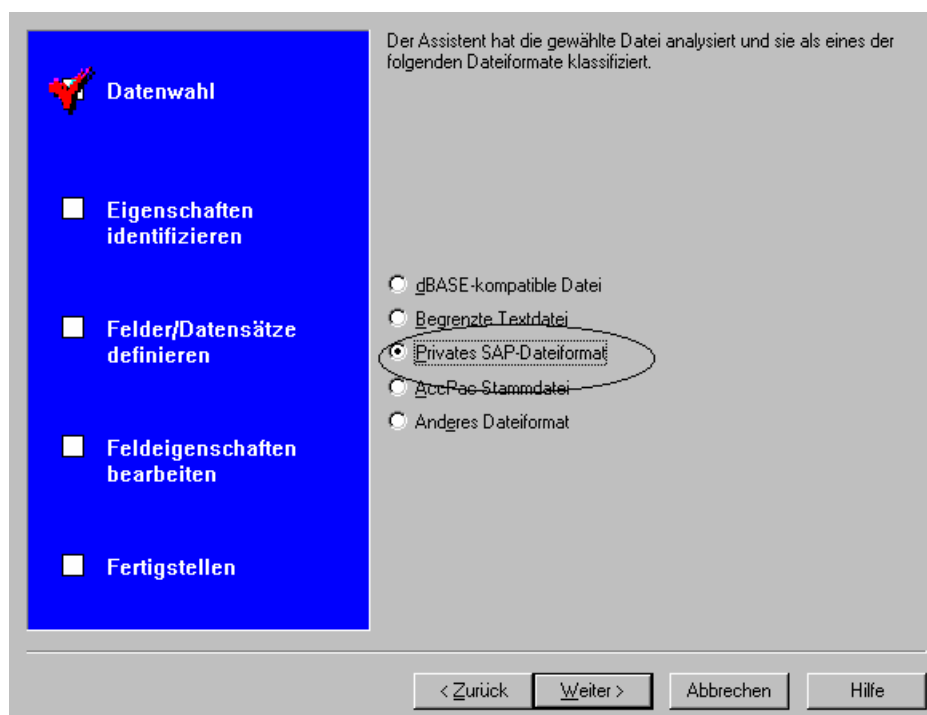 Der Assistent hat die gewählte Datei analysiert und sie als eines der
folgenden Dateiformate klassifiziert.
Datenwahl
Eigenschaften
identifizieren
Felder/Datensätze
definieren
Feldeigenschaften
bearbeiten
Fertigstellen
dBASE-kompatible Datei
Begrenzte Textdatei
Privates SAP-Dateiformat
AccPac Stammdatei
Anderes Dateiformat
< Zurück
Weiter >
Abbrechen
Hilfe